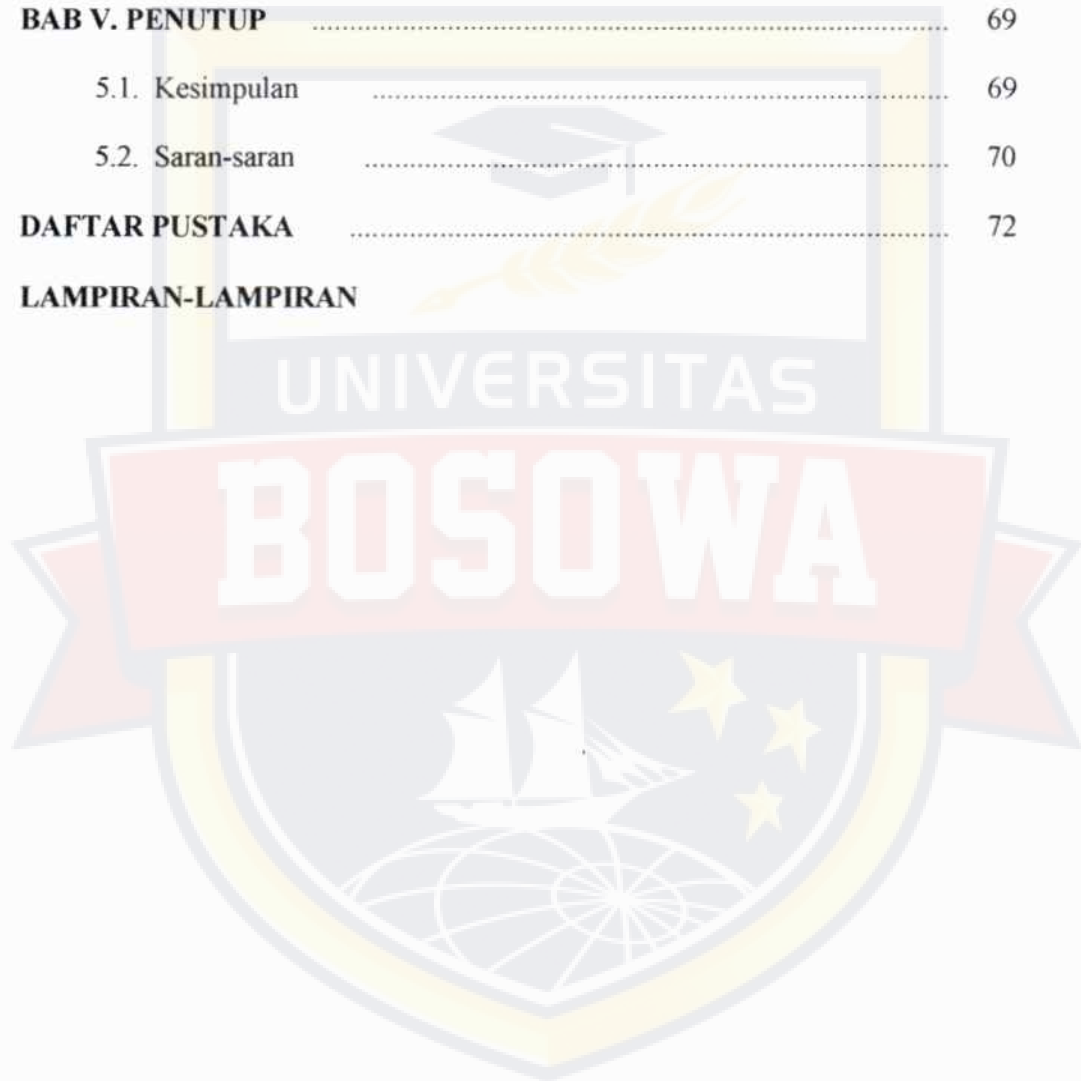 BAB V. PENUTUP ........................................ 69
5.1. Kesimpulan ........................................ 69
5.2. Saran-saran ........................................ 70
DAFTAR PUSTAKA ........................................ 72
LAMPIRAN-LAMPIRAN
UNIVERSITAS
BOSOWA